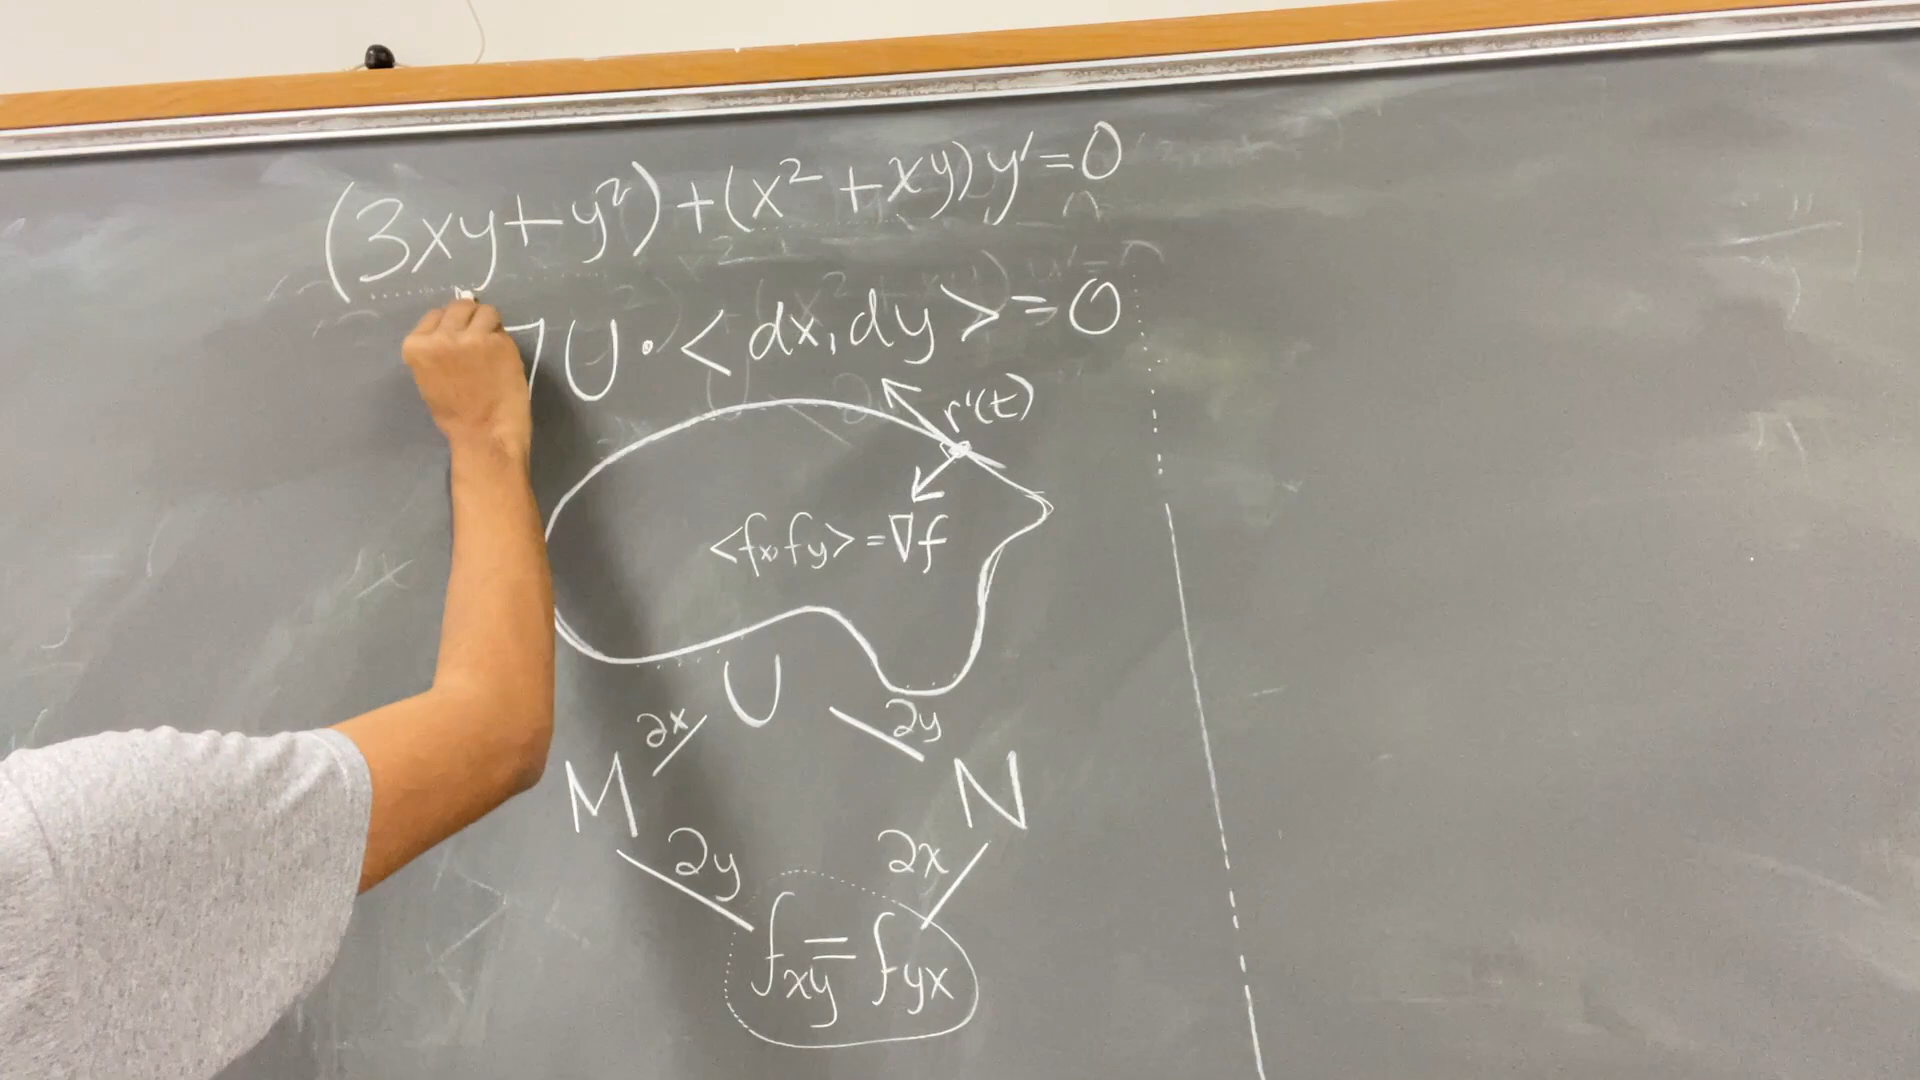 (3xy+y²)+(x²+xy)y'=0
∇U·<dx,dy>=0
r'(t)
<fx,fy>=∇f
U
∂x ∂y
M N
∂y ∂x
fxy=fyx